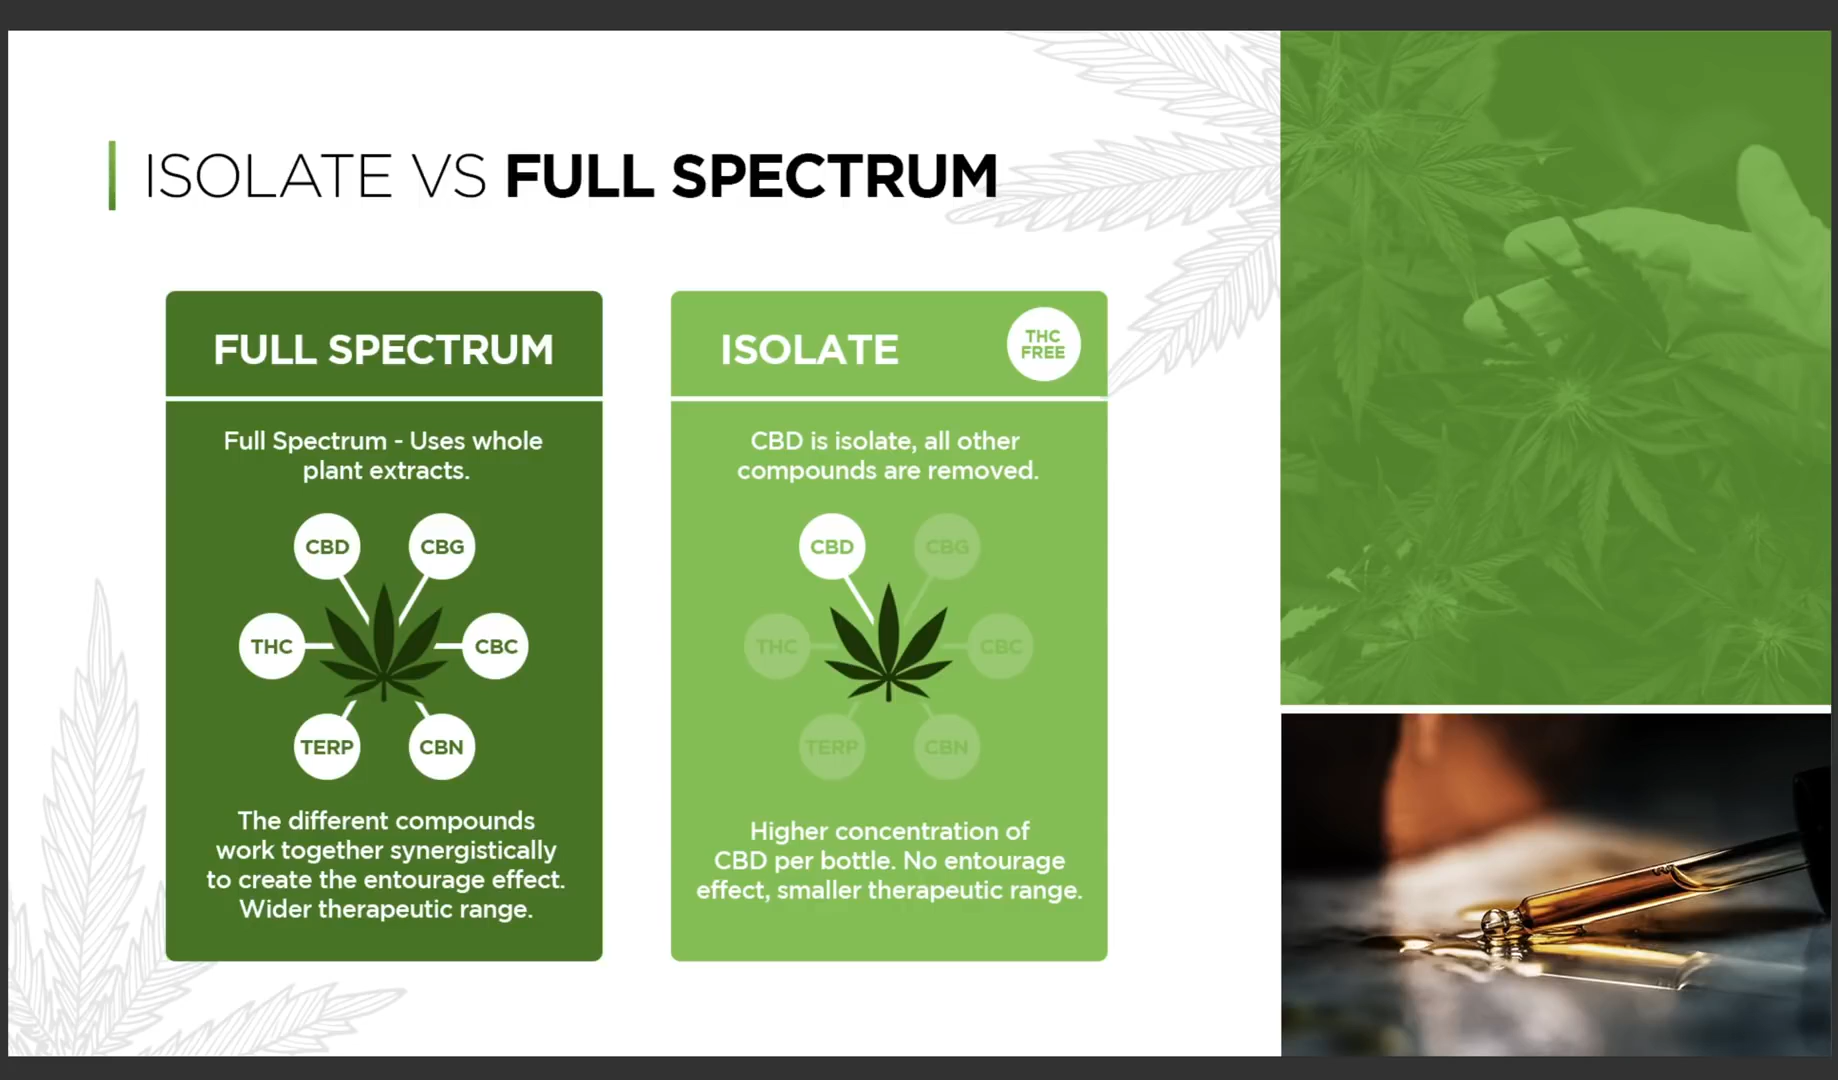 ISOLATE VS FULL SPECTRUM
FULL SPECTRUM
Full Spectrum - Uses whole
plant extracts.
CBD
CBG
THC
CBC
TERP
CBN
The different compounds
work together synergistically
to create the entourage effect.
Wider therapeutic range.
ISOLATE
THC
FREE
CBD is isolate, all other
compounds are removed.
CBD
CBG
THC
CBC
TERP
CBN
Higher concentration of
CBD per bottle. No entourage
effect, smaller therapeutic range.